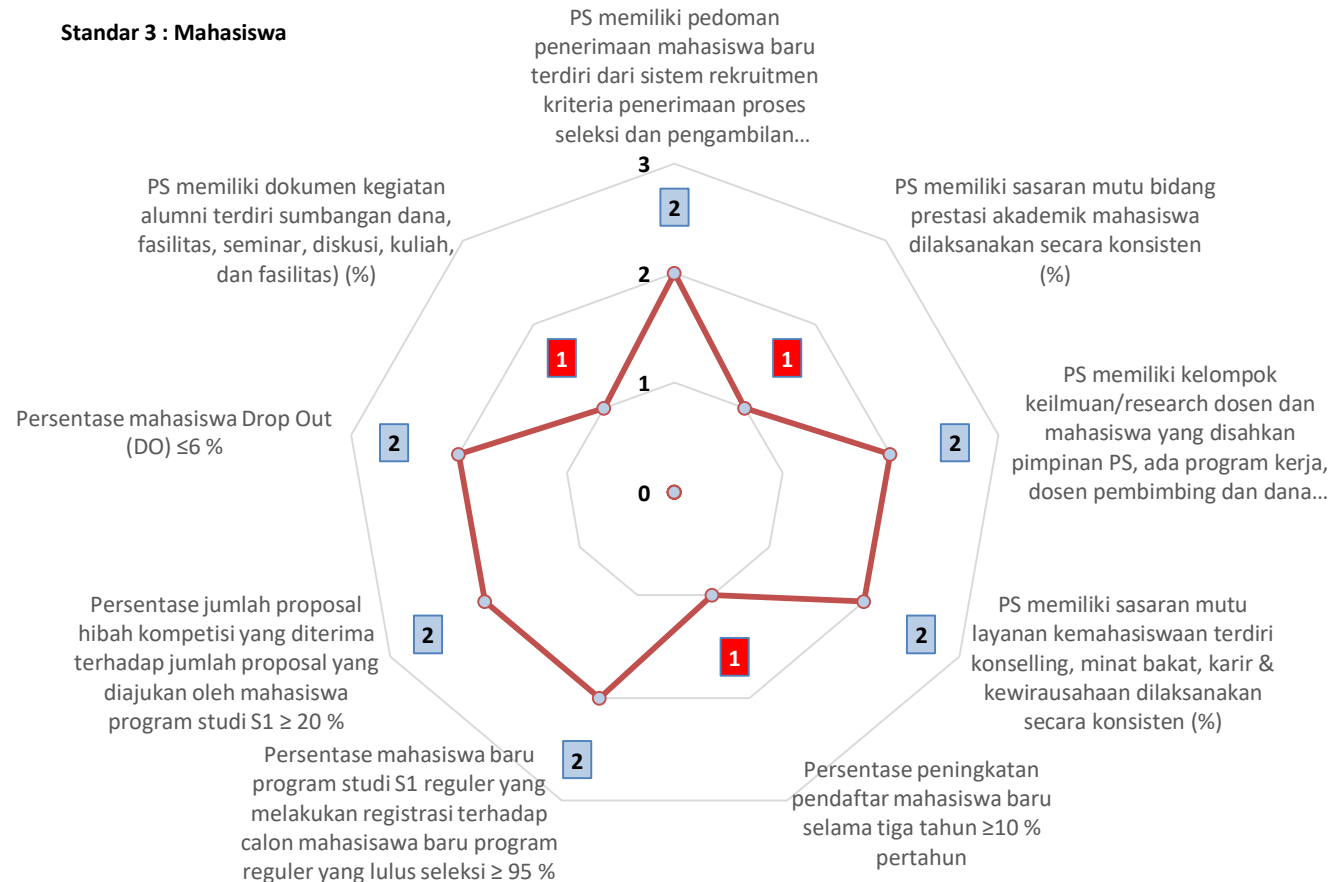 Standar 3 : Mahasiswa
PS memiliki pedoman
penerimaan mahasiswa baru
terdiri dari sistem rekruitmen
kriteria penerimaan proses
seleksi dan pengambilan...
PS memiliki sasaran mutu bidang
prestasi akademik mahasiswa
dilaksanakan secara konsisten
(%)
PS memiliki kelompok
keilmuan/research dosen dan
mahasiswa yang disahkan
pimpinan PS, ada program kerja,
dosen pembimbing dan dana...
PS memiliki sasaran mutu
layanan kemahasiswaan terdiri
konselling, minat bakat, karir &
kewirausahaan dilaksanakan
secara konsisten (%)
Persentase peningkatan
pendaftar mahasiswa baru
selama tiga tahun ≥10 %
pertahun
Persentase mahasiswa baru
program studi S1 reguler yang
melakukan registrasi terhadap
calon mahasisawa baru program
reguler yang lulus seleksi ≥ 95 %
Persentase jumlah proposal
hibah kompetisi yang diterima
terhadap jumlah proposal yang
diajukan oleh mahasiswa
program studi S1 ≥ 20 %
Persentase mahasiswa Drop Out
(DO) ≤6 %
PS memiliki dokumen kegiatan
alumni terdiri sumbangan dana,
fasilitas, seminar, diskusi, kuliah,
dan fasilitas) (%)
3
2
1
0
2
1
2
2
1
2
2
2
1